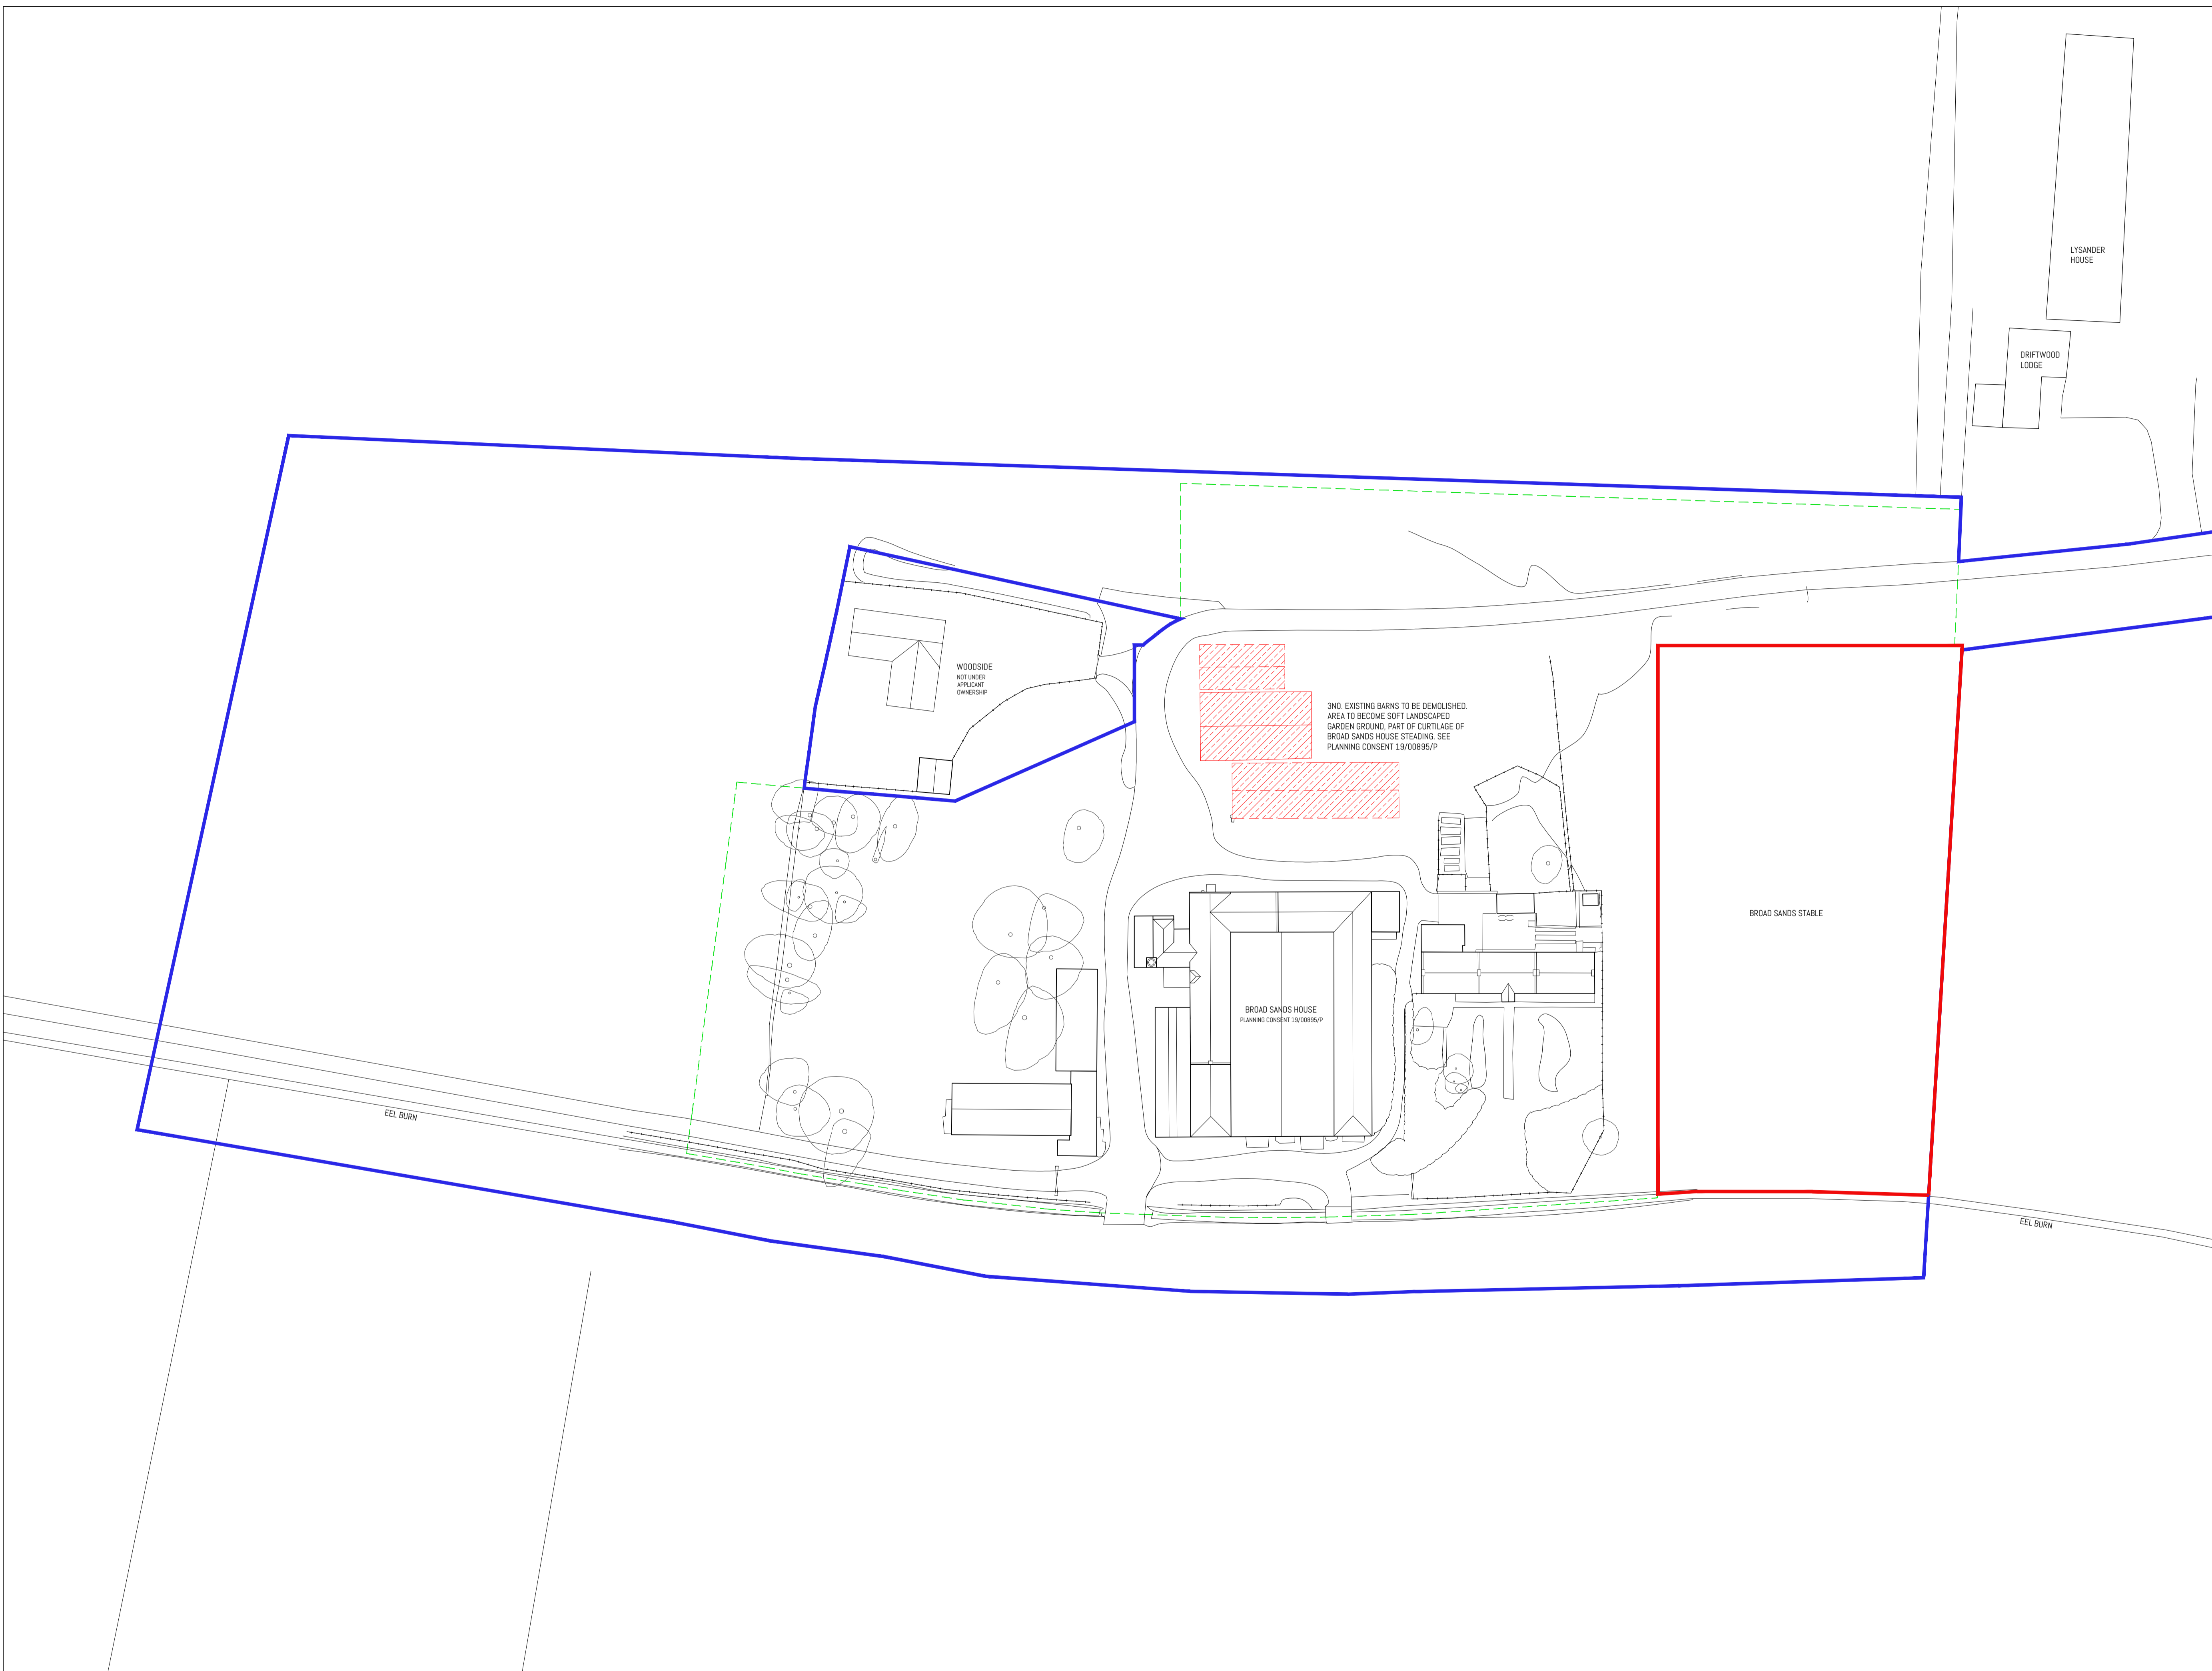 LYSANDER
HOUSE
DRIFTWOOD
LODGE
WOODSIDE
NOT UNDER
APPLICANT
OWNERSHIP
3NO. EXISTING BARNS TO BE DEMOLISHED.
AREA TO BECOME SOFT LANDSCAPED
GARDEN GROUND, PART OF CURTILAGE OF
BROAD SANDS HOUSE STEADING. SEE
PLANNING CONSENT 19/00895/P
BROAD SANDS STABLE
BROAD SANDS HOUSE
PLANNING CONSENT 19/00895/P
EEL BURN
EEL BURN